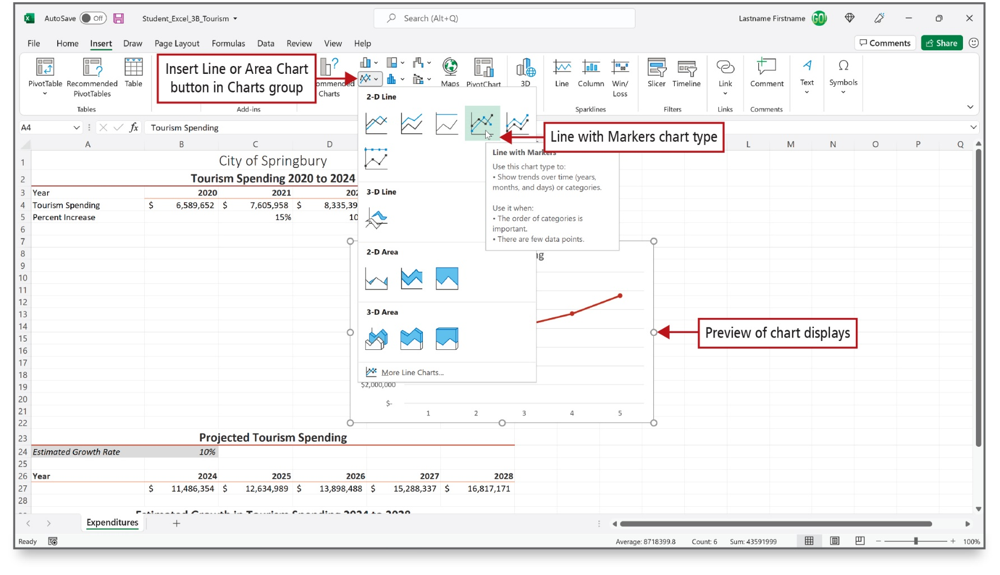 AutoSave Off Student_Excel_3B_Tourism Search (Alt+Q) Lastname Firstname GO
File Home Insert Draw Page Layout Formulas Data Review View Help Comments Share
Insert Line or Area Chart
button in Charts group
PivotTable Recommended Table Maps PivotChart 3D Line Column Win/ Slicer Timeline Link Comment Text Symbols
PivotTables Charts Loss
Tables Add-ins Sparklines Filters Links Comments
A4 fx Tourism Spending
A B C D L M N O P Q
2-D Line
Line with Markers chart type
Line with Markers
Use this chart type to:
• Show trends over time (years,
months, and days) or categories.
Use it when:
• The order of categories is
important.
• There are few data points.
3-D Line
2-D Area
3-D Area
More Line Charts...
1 City of Springbury
2 Tourism Spending 2020 to 2024
3 Year 2020 2021
4 Tourism Spending $ 6,589,652 $ 7,605,958 $ 8,335,39
5 Percent Increase 15% 10
6
7
8
9
10
11
12
13
14
15
16
17
18
19
20
21
22
Preview of chart displays
$2,000,000
$-
1 2 3 4 5
23 Projected Tourism Spending
24 Estimated Growth Rate 10%
25
26 Year 2024 2025 2026 2027 2028
27 $ 11,486,354 $ 12,634,989 $ 13,898,488 $ 15,288,337 $ 16,817,171
28
Estimated Growth in Tourism Spending 2024 to 2028
Expenditures
Ready Average: 8718399.8 Count: 6 Sum: 43591999 100%